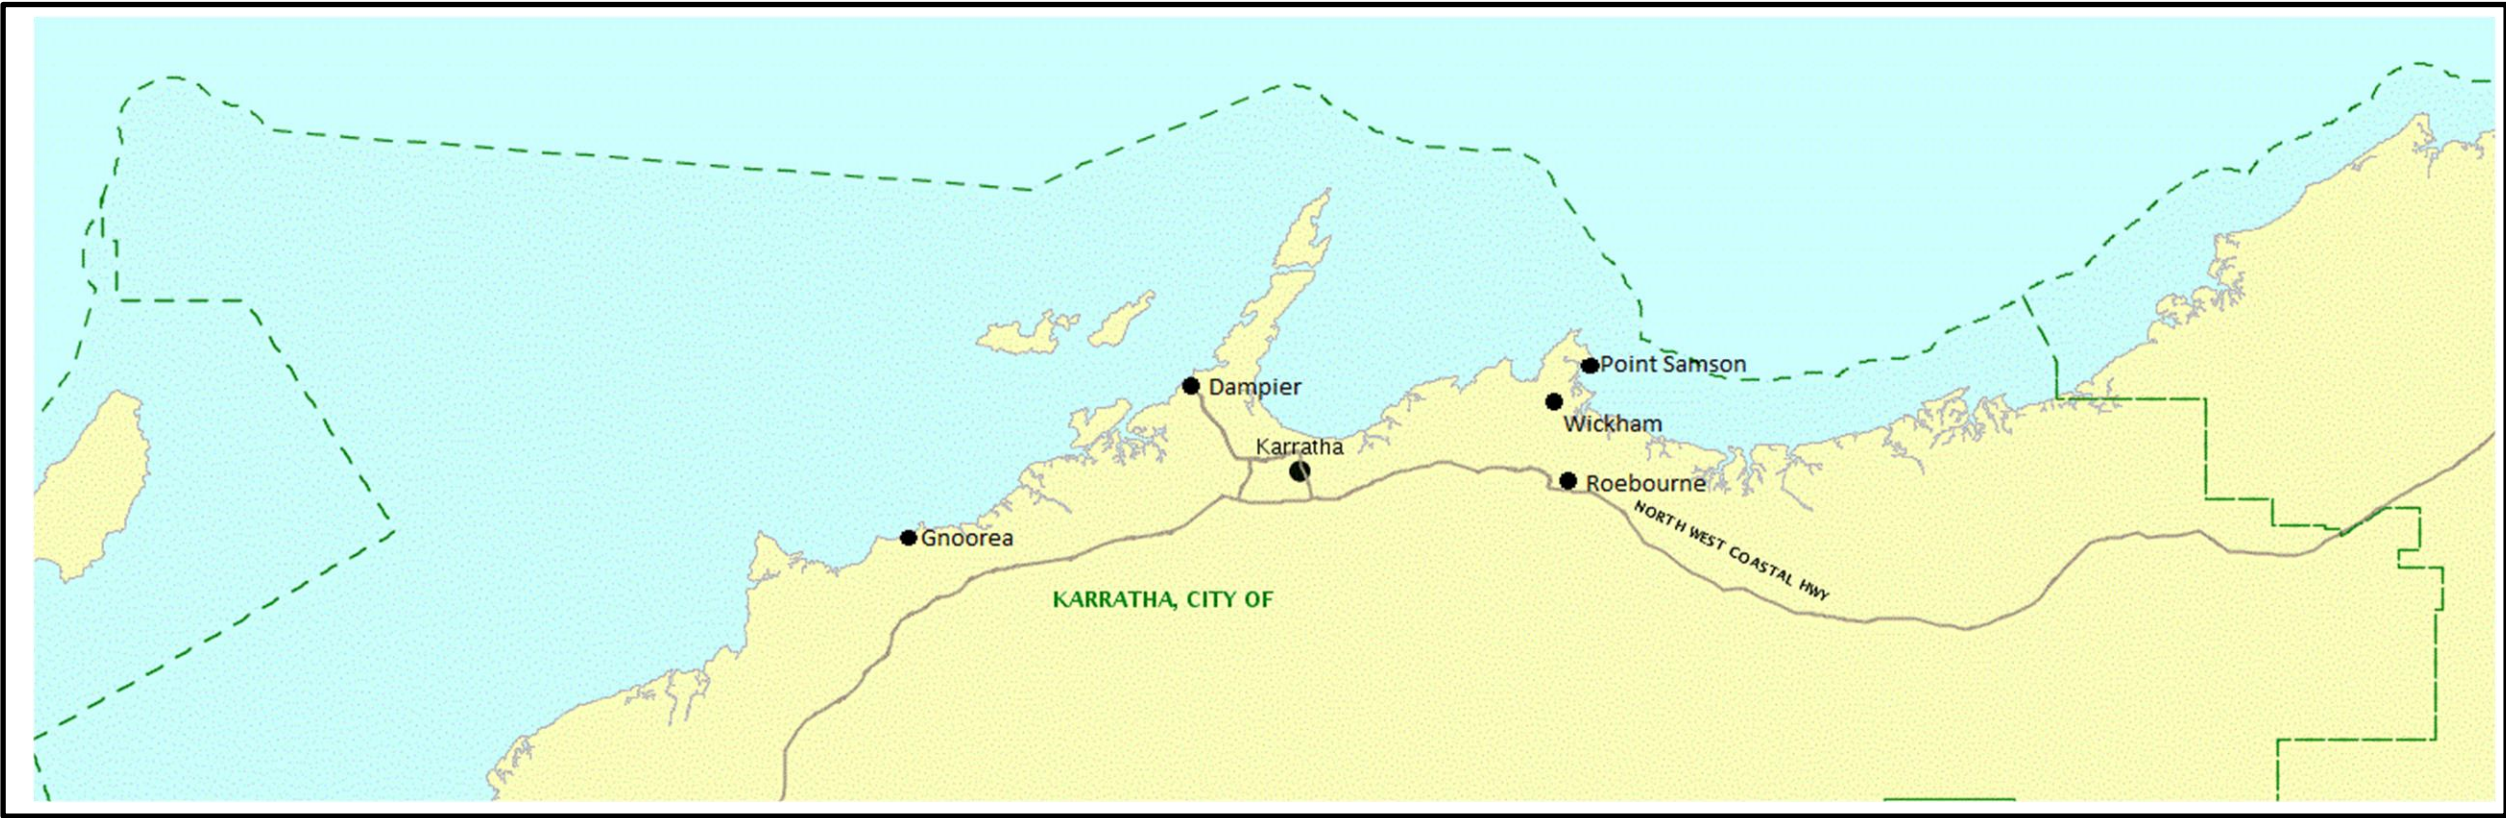 Point Samson
Dampier
Wickham
Karratha
Roebourne
NORTH WEST COASTAL HWY
Gnoorea
KARRATHA, CITY OF